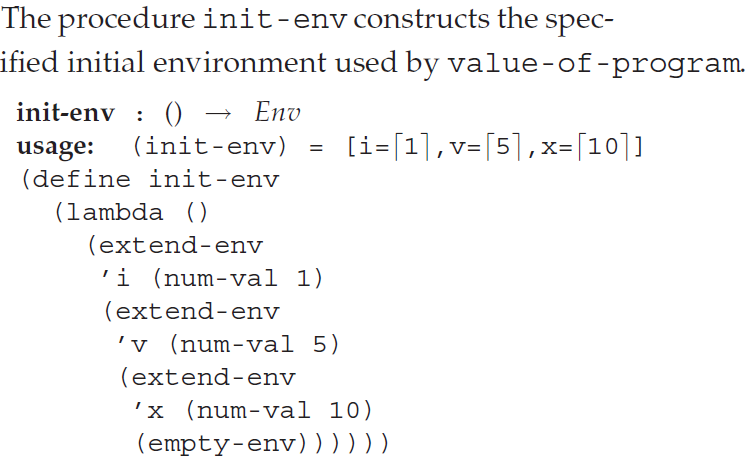 The procedure init-env constructs the spec-
ified initial environment used by value-of-program.
init-env : () → Env
usage: (init-env) = [i=⌈1⌉,v=⌈5⌉,x=⌈10⌉]
(define init-env
(lambda ()
(extend-env
’i (num-val 1)
(extend-env
’v (num-val 5)
(extend-env
’x (num-val 10)
(empty-env))))))